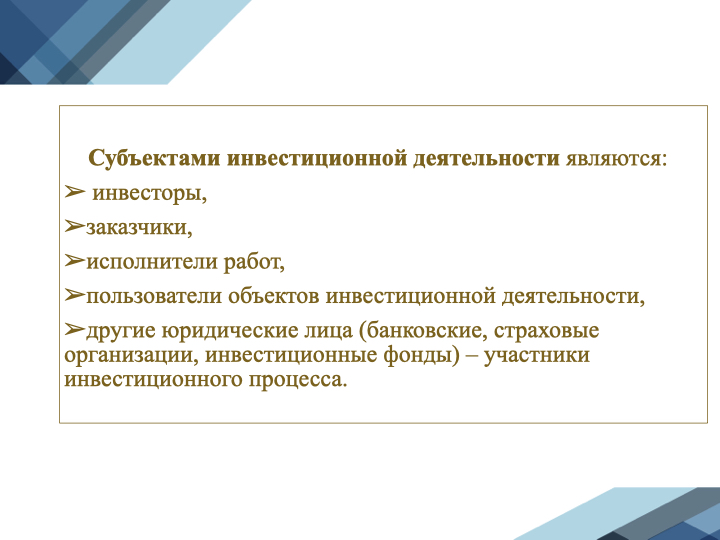 Субъектами инвестиционной деятельности являются:
➢ инвесторы,
➢заказчики,
➢исполнители работ,
➢пользователи объектов инвестиционной деятельности,
➢другие юридические лица (банковские, страховые
организации, инвестиционные фонды) – участники
инвестиционного процесса.